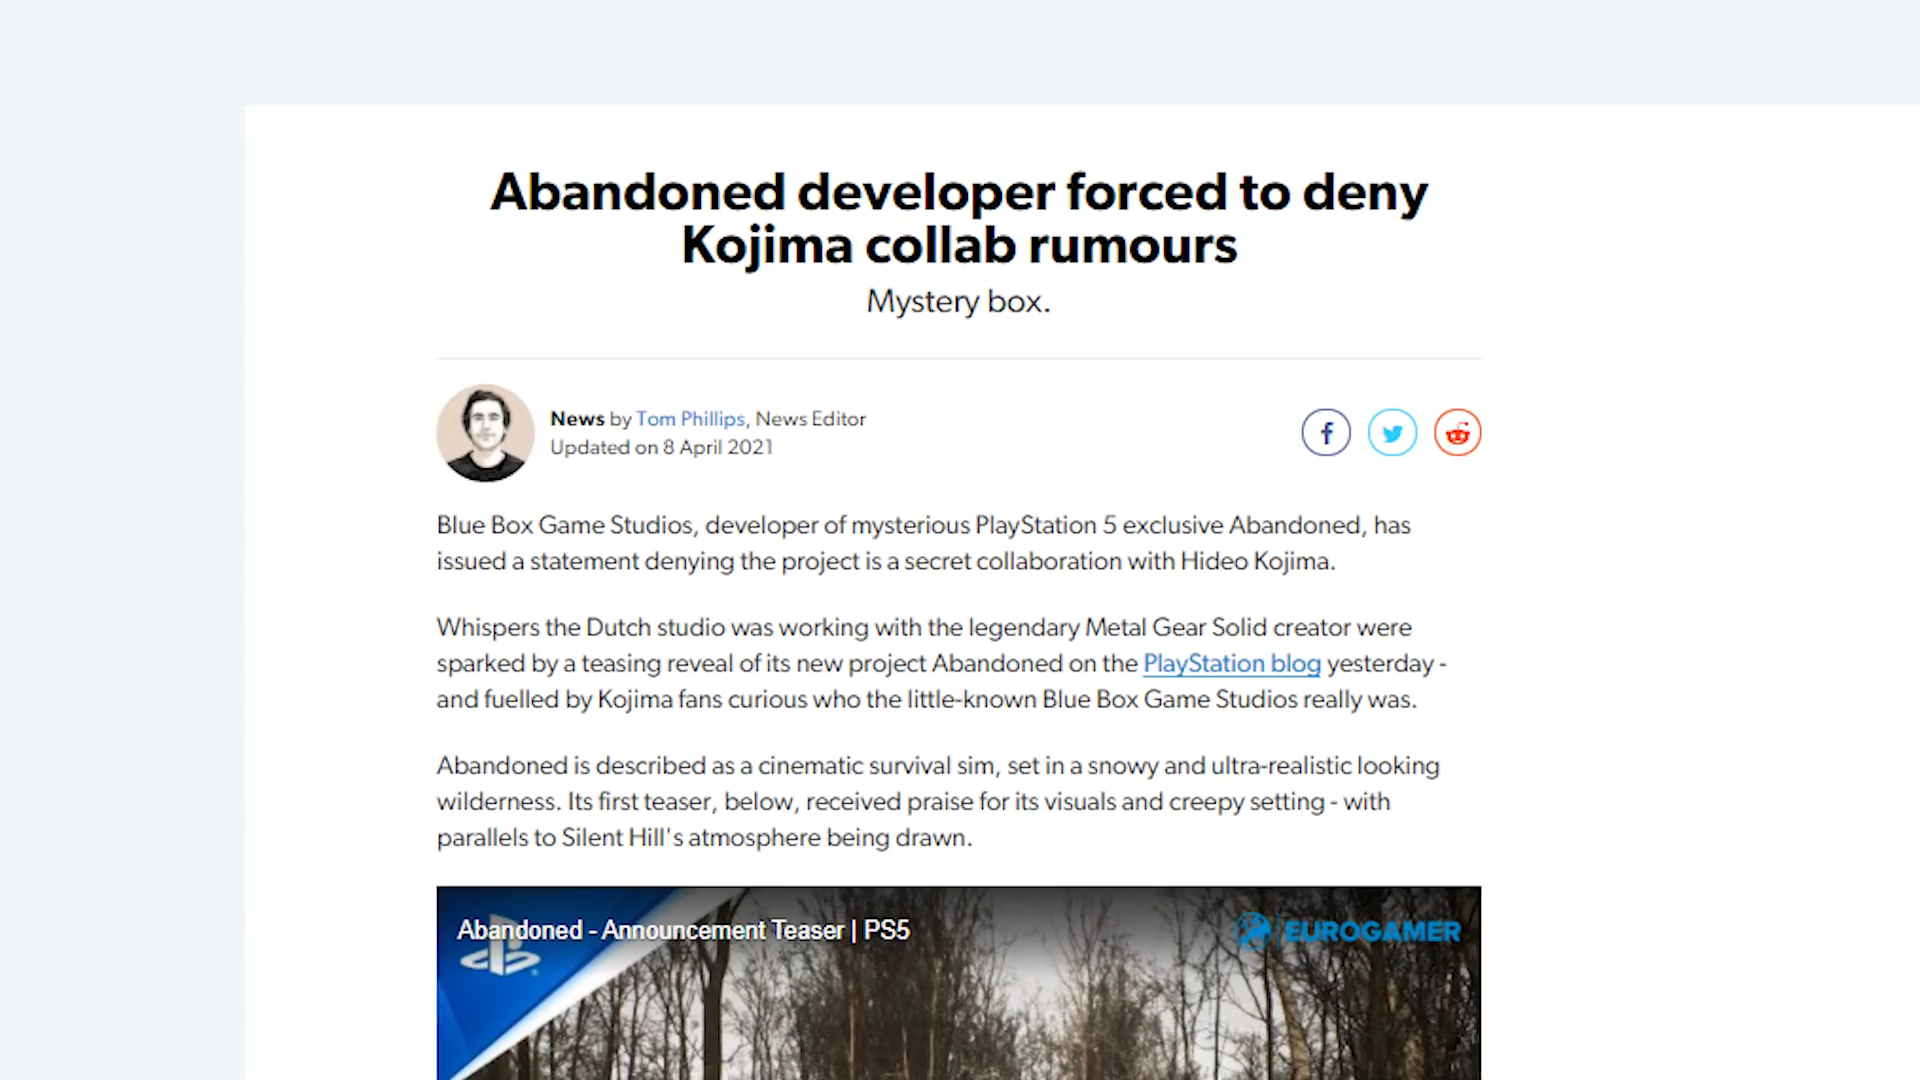 Abandoned developer forced to deny
Kojima collab rumours
Mystery box.
News by Tom Phillips, News Editor
Updated on 8 April 2021
Blue Box Game Studios, developer of mysterious PlayStation 5 exclusive Abandoned, has
issued a statement denying the project is a secret collaboration with Hideo Kojima.
Whispers the Dutch studio was working with the legendary Metal Gear Solid creator were
sparked by a teasing reveal of its new project Abandoned on the PlayStation blog yesterday -
and fuelled by Kojima fans curious who the little-known Blue Box Game Studios really was.
Abandoned is described as a cinematic survival sim, set in a snowy and ultra-realistic looking
wilderness. Its first teaser, below, received praise for its visuals and creepy setting - with
parallels to Silent Hill's atmosphere being drawn.
Abandoned - Announcement Teaser | PS5
EUROGAMER